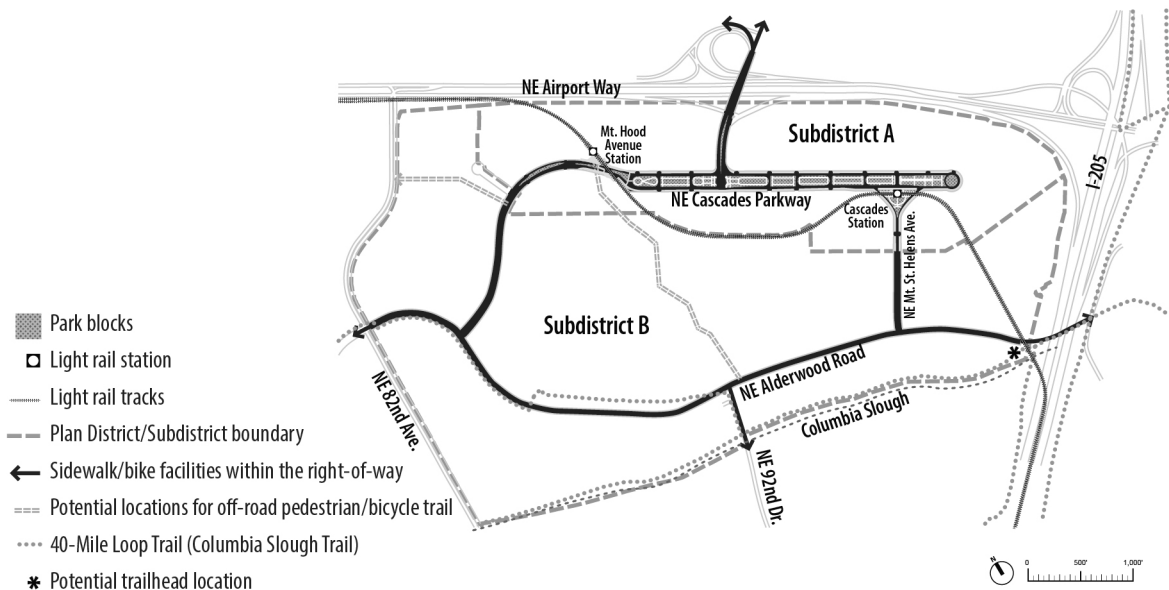 NE Airport Way
Mt. Hood
Avenue
Station
Subdistrict A
I-205
NE Cascades Parkway
Cascades
Station
NE Mt. St. Helens Ave.
Subdistrict B
NE Alderwood Road
Columbia Slough
NE 82nd Ave.
NE 92nd Dr.
Park blocks
Light rail station
Light rail tracks
Plan District/Subdistrict boundary
Sidewalk/bike facilities within the right-of-way
Potential locations for off-road pedestrian/bicycle trail
40-Mile Loop Trail (Columbia Slough Trail)
Potential trailhead location
N
0 500' 1,000'